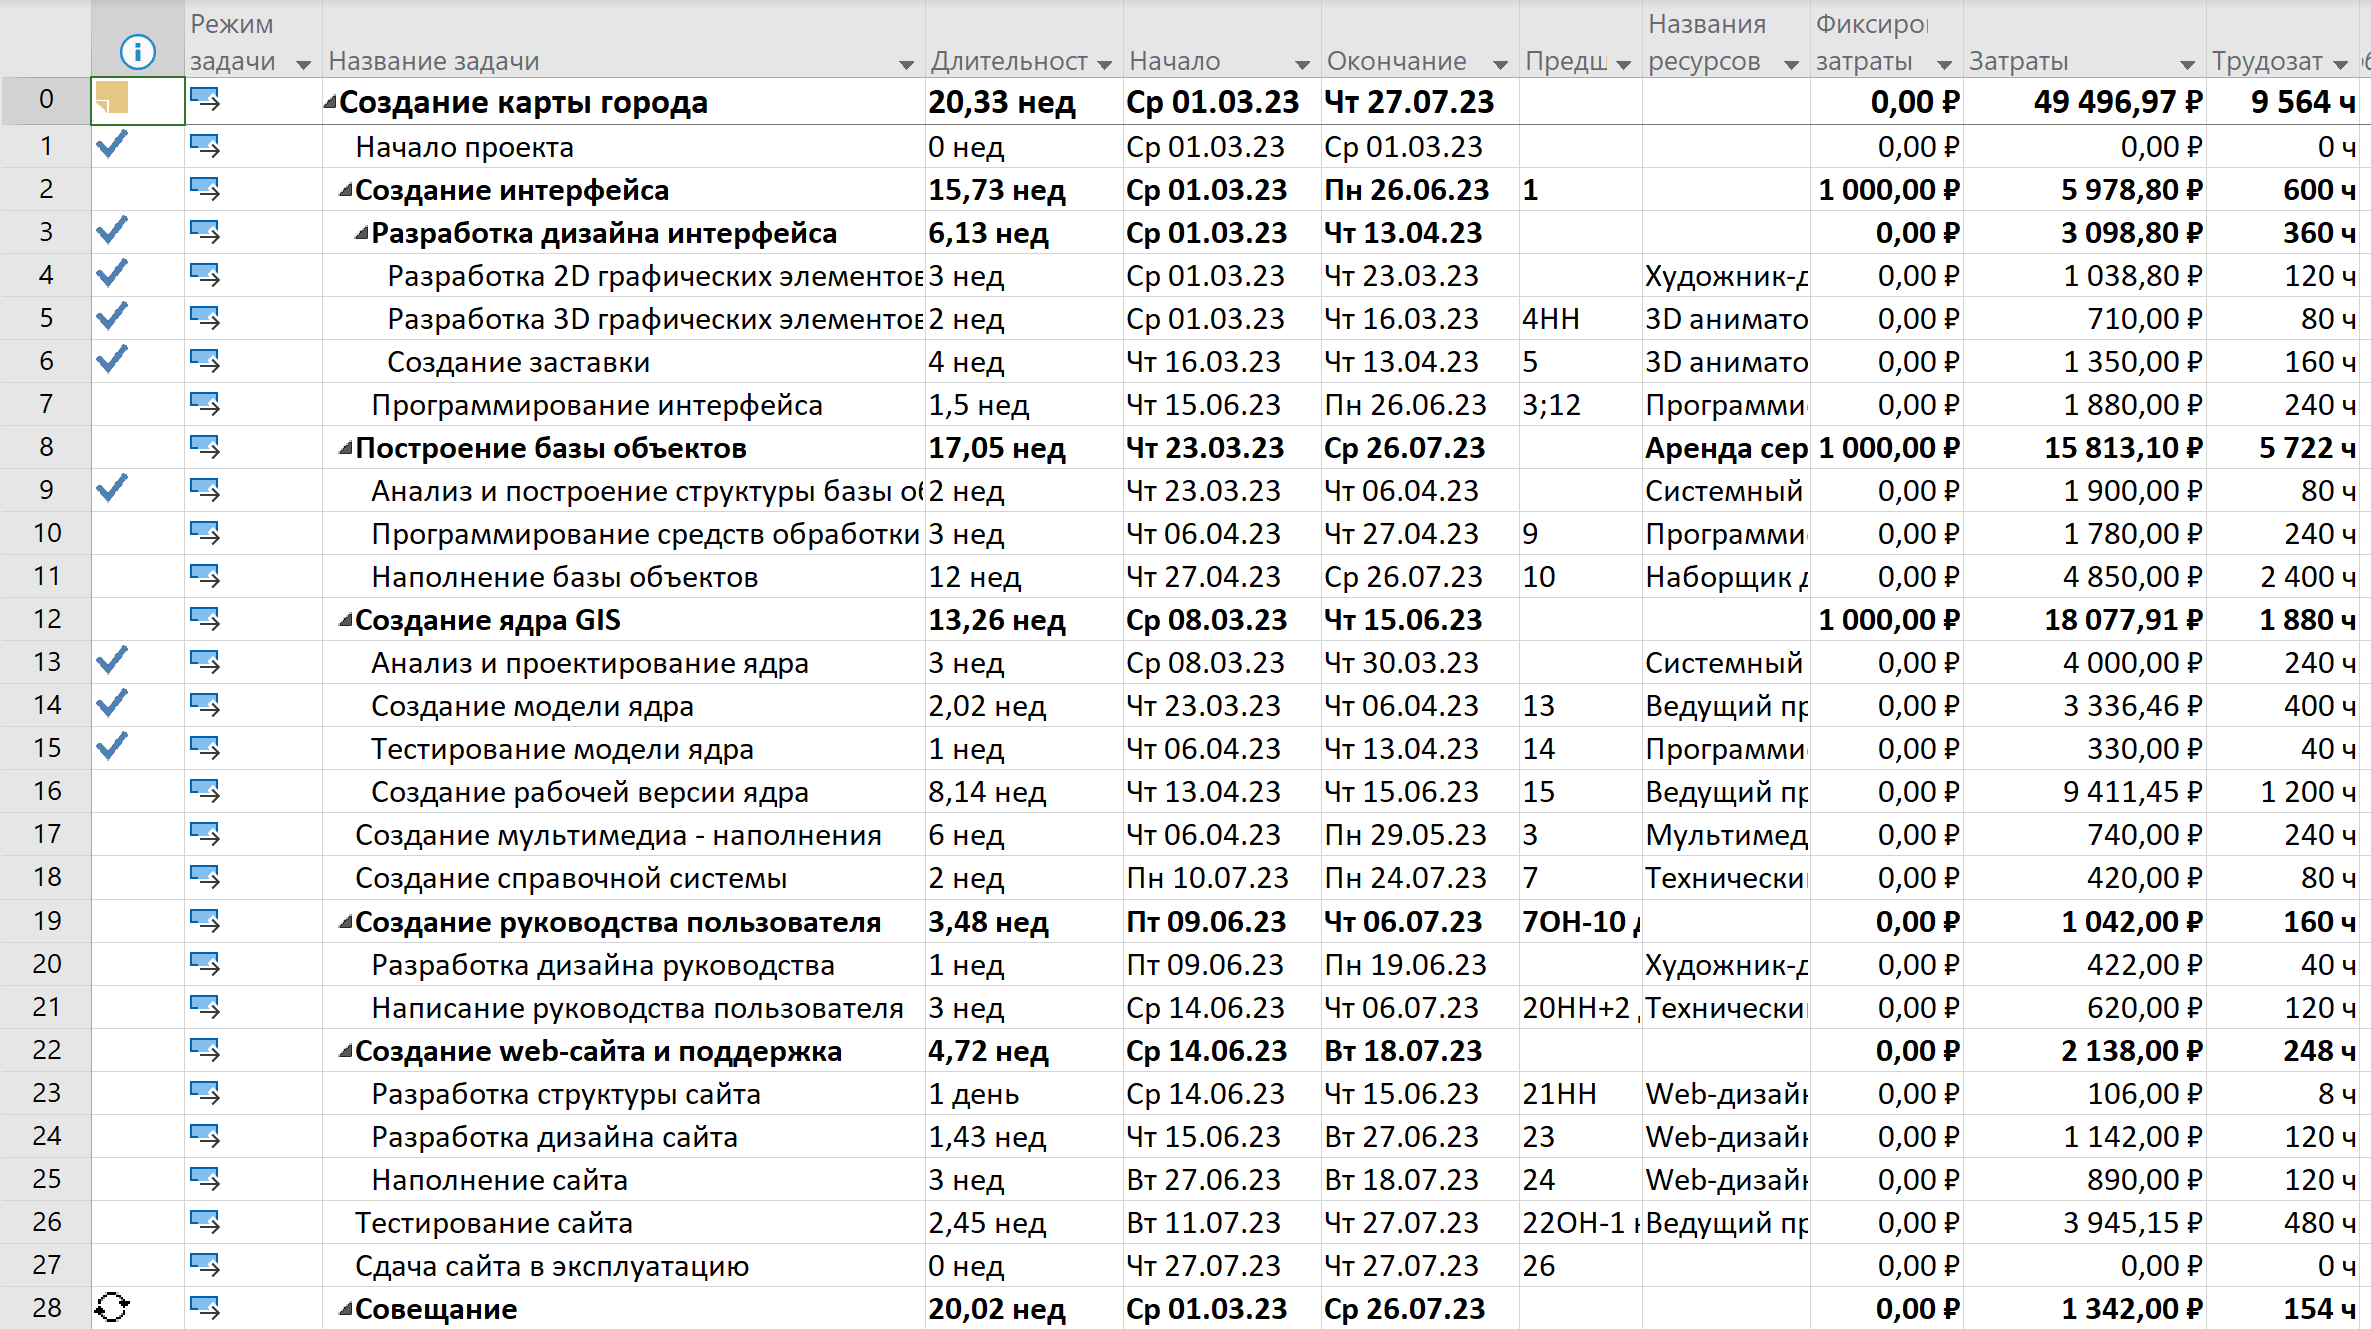 Режим задачи Название задачи Длительност Начало Окончание Предш Названия ресурсов Фиксиро затраты Затраты Трудозат
0 Создание карты города 20,33 нед Ср 01.03.23 Чт 27.07.23 0,00 ₽ 49 496,97 ₽ 9 564 ч
1 Начало проекта 0 нед Ср 01.03.23 Ср 01.03.23 0,00 ₽ 0,00 ₽ 0 ч
2 Создание интерфейса 15,73 нед Ср 01.03.23 Пн 26.06.23 1 1 000,00 ₽ 5 978,80 ₽ 600 ч
3 Разработка дизайна интерфейса 6,13 нед Ср 01.03.23 Чт 13.04.23 0,00 ₽ 3 098,80 ₽ 360 ч
4 Разработка 2D графических элементов 3 нед Ср 01.03.23 Чт 23.03.23 Художник-д 0,00 ₽ 1 038,80 ₽ 120 ч
5 Разработка 3D графических элементов 2 нед Ср 01.03.23 Чт 16.03.23 4НН 3D анимато 0,00 ₽ 710,00 ₽ 80 ч
6 Создание заставки 4 нед Чт 16.03.23 Чт 13.04.23 5 3D анимато 0,00 ₽ 1 350,00 ₽ 160 ч
7 Программирование интерфейса 1,5 нед Чт 15.06.23 Пн 26.06.23 3;12 Программи 0,00 ₽ 1 880,00 ₽ 240 ч
8 Построение базы объектов 17,05 нед Чт 23.03.23 Ср 26.07.23 Аренда сер 1 000,00 ₽ 15 813,10 ₽ 5 722 ч
9 Анализ и построение структуры базы о 2 нед Чт 23.03.23 Чт 06.04.23 Системный 0,00 ₽ 1 900,00 ₽ 80 ч
10 Программирование средств обработки 3 нед Чт 06.04.23 Чт 27.04.23 9 Программи 0,00 ₽ 1 780,00 ₽ 240 ч
11 Наполнение базы объектов 12 нед Чт 27.04.23 Ср 26.07.23 10 Наборщик д 0,00 ₽ 4 850,00 ₽ 2 400 ч
12 Создание ядра GIS 13,26 нед Ср 08.03.23 Чт 15.06.23 1 000,00 ₽ 18 077,91 ₽ 1 880 ч
13 Анализ и проектирование ядра 3 нед Ср 08.03.23 Чт 30.03.23 Системный 0,00 ₽ 4 000,00 ₽ 240 ч
14 Создание модели ядра 2,02 нед Чт 23.03.23 Чт 06.04.23 13 Ведущий пр 0,00 ₽ 3 336,46 ₽ 400 ч
15 Тестирование модели ядра 1 нед Чт 06.04.23 Чт 13.04.23 14 Программи 0,00 ₽ 330,00 ₽ 40 ч
16 Создание рабочей версии ядра 8,14 нед Чт 13.04.23 Чт 15.06.23 15 Ведущий пр 0,00 ₽ 9 411,45 ₽ 1 200 ч
17 Создание мультимедиа - наполнения 6 нед Чт 06.04.23 Пн 29.05.23 3 Мультимед 0,00 ₽ 740,00 ₽ 240 ч
18 Создание справочной системы 2 нед Пн 10.07.23 Пн 24.07.23 7 Технически 0,00 ₽ 420,00 ₽ 80 ч
19 Создание руководства пользователя 3,48 нед Пт 09.06.23 Чт 06.07.23 7ОН-10 д 0,00 ₽ 1 042,00 ₽ 160 ч
20 Разработка дизайна руководства 1 нед Пт 09.06.23 Пн 19.06.23 Художник-д 0,00 ₽ 422,00 ₽ 40 ч
21 Написание руководства пользователя 3 нед Ср 14.06.23 Чт 06.07.23 20НН+2 Технически 0,00 ₽ 620,00 ₽ 120 ч
22 Создание web-сайта и поддержка 4,72 нед Ср 14.06.23 Вт 18.07.23 0,00 ₽ 2 138,00 ₽ 248 ч
23 Разработка структуры сайта 1 день Ср 14.06.23 Чт 15.06.23 21НН Web-дизайн 0,00 ₽ 106,00 ₽ 8 ч
24 Разработка дизайна сайта 1,43 нед Чт 15.06.23 Вт 27.06.23 23 Web-дизайн 0,00 ₽ 1 142,00 ₽ 120 ч
25 Наполнение сайта 3 нед Вт 27.06.23 Вт 18.07.23 24 Web-дизайн 0,00 ₽ 890,00 ₽ 120 ч
26 Тестирование сайта 2,45 нед Вт 11.07.23 Чт 27.07.23 22ОН-1 н Ведущий пр 0,00 ₽ 3 945,15 ₽ 480 ч
27 Сдача сайта в эксплуатацию 0 нед Чт 27.07.23 Чт 27.07.23 26 0,00 ₽ 0,00 ₽ 0 ч
28 Совещание 20,02 нед Ср 01.03.23 Ср 26.07.23 0,00 ₽ 1 342,00 ₽ 154 ч